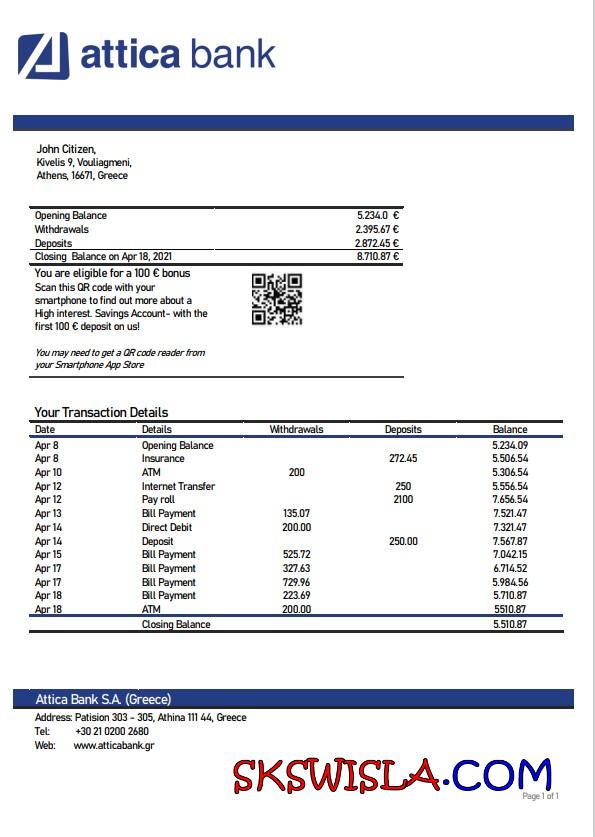 attica bank
John Citizen,
Kivelis 9, Vouliagmeni,
Athens, 16671, Greece
Opening Balance 5.234.0 €
Withdrawals 2.395.67 €
Deposits 2.872.45 €
Closing Balance on Apr 18, 2021 8.710.87 €
You are eligible for a 100 € bonus
Scan this QR code with your
smartphone to find out more about a
High interest. Savings Account- with the
first 100 € deposit on us!
You may need to get a QR code reader from
your Smartphone App Store
Your Transaction Details
Date Details Withdrawals Deposits Balance
Apr 8 Opening Balance 5.234.09
Apr 8 Insurance 272.45 5.506.54
Apr 10 ATM 200 5.306.54
Apr 12 Internet Transfer 250 5.556.54
Apr 12 Pay roll 2100 7.656.54
Apr 13 Bill Payment 135.07 7.521.47
Apr 14 Direct Debit 200.00 7.321.47
Apr 14 Deposit 250.00 7.567.87
Apr 15 Bill Payment 525.72 7.042.15
Apr 17 Bill Payment 327.63 6.714.52
Apr 17 Bill Payment 729.96 5.984.56
Apr 18 Bill Payment 223.69 5.710.87
Apr 18 ATM 200.00 5510.87
Closing Balance 5.510.87
Attica Bank S.A. (Greece)
Address: Patision 303 - 305, Athina 111 44, Greece
Tel: +30 21 0200 2680
Web: www.atticabank.gr
SKSWISLA.COM
Page 1 of 1